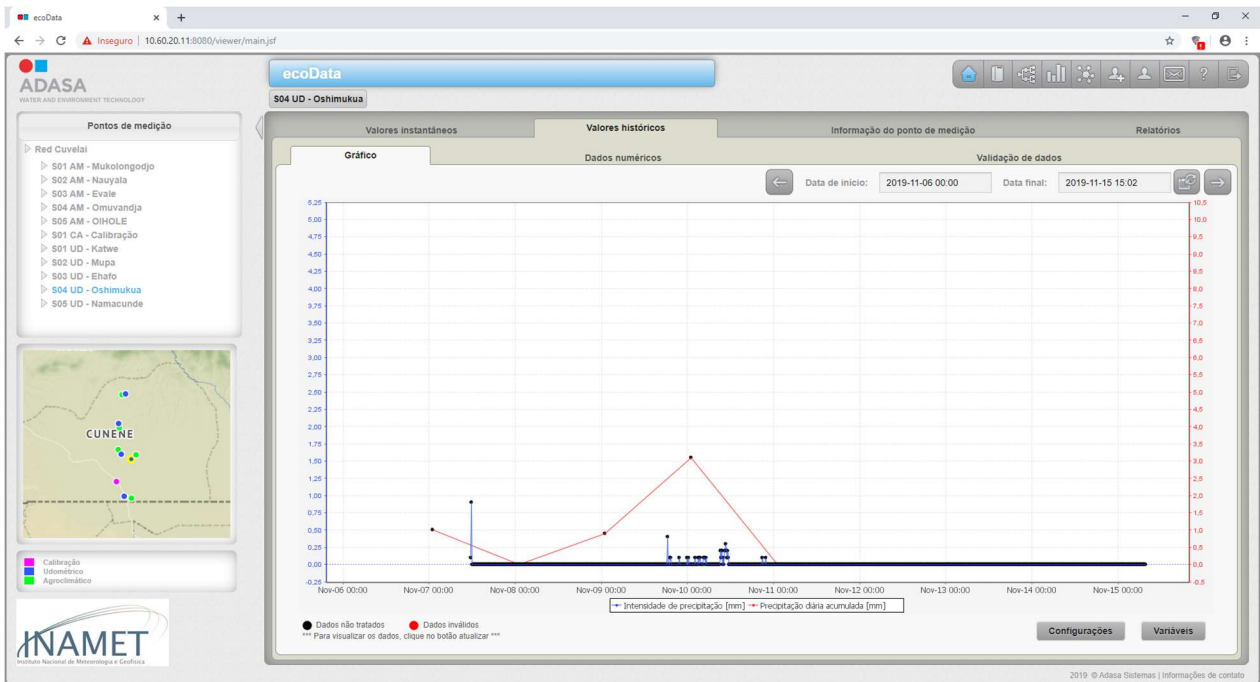 ecoData
Inseguro | 10.60.20.11:8080/viewer/main.jsf
ADASA
WATER AND ENVIRONMENT TECHNOLOGY
ecoData
S04 UD - Oshimukua
Pontos de medição
Red Cuvelai
S01 AM - Mukolongodjo
S02 AM - Nauyala
S03 AM - Evale
S04 AM - Omuvandja
S05 AM - OIHOLE
S01 CA - Calibração
S01 UD - Katwe
S02 UD - Mupa
S03 UD - Ehafo
S04 UD - Oshimukua
S05 UD - Namacunde
CUNENE
Calibração
Udométrico
Agroclimático
INAMET
Instituto Nacional de Meteorologia e Geofísica
Valores instantáneos Valores históricos Informação do ponto de medição Relatórios
Gráfico Dados numéricos Validação de dados
Data de início: 2019-11-06 00:00 Data final: 2019-11-15 15:02
5,25 10,5
5,00 10,0
4,75 9,5
4,50 9,0
4,25 8,5
4,00 8,0
3,75 7,5
3,50 7,0
3,25 6,5
3,00 6,0
2,75 5,5
2,50 5,0
2,25 4,5
2,00 4,0
1,75 3,5
1,50 3,0
1,25 2,5
1,00 2,0
0,75 1,5
0,50 1,0
0,25 0,5
0,00 0,0
-0,25 -0,5
Nov-06 00:00 Nov-07 00:00 Nov-08 00:00 Nov-09 00:00 Nov-10 00:00 Nov-11 00:00 Nov-12 00:00 Nov-13 00:00 Nov-14 00:00 Nov-15 00:00
Intensidade de precipitação [mm] Precipitação diária acumulada [mm]
Dados não tratados Dados inválidos
*** Para visualizar os dados, clique no botão atualizar ***
Configurações Variáveis
2019 © Adasa Sistemas | Informações de contato